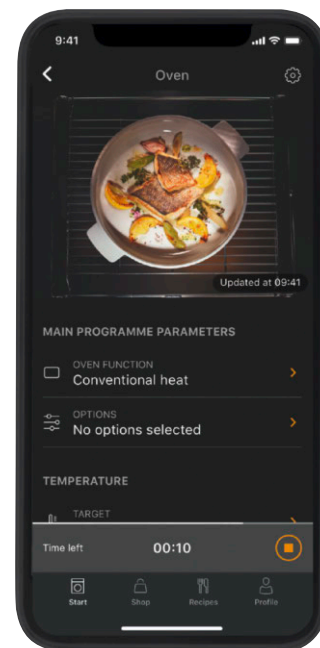 9:41
Oven
Updated at 09:41
MAIN PROGRAMME PARAMETERS
OVEN FUNCTION
Conventional heat
OPTIONS
No options selected
TEMPERATURE
TARGET
Time left 00:10
Start Shop Recipes Profile